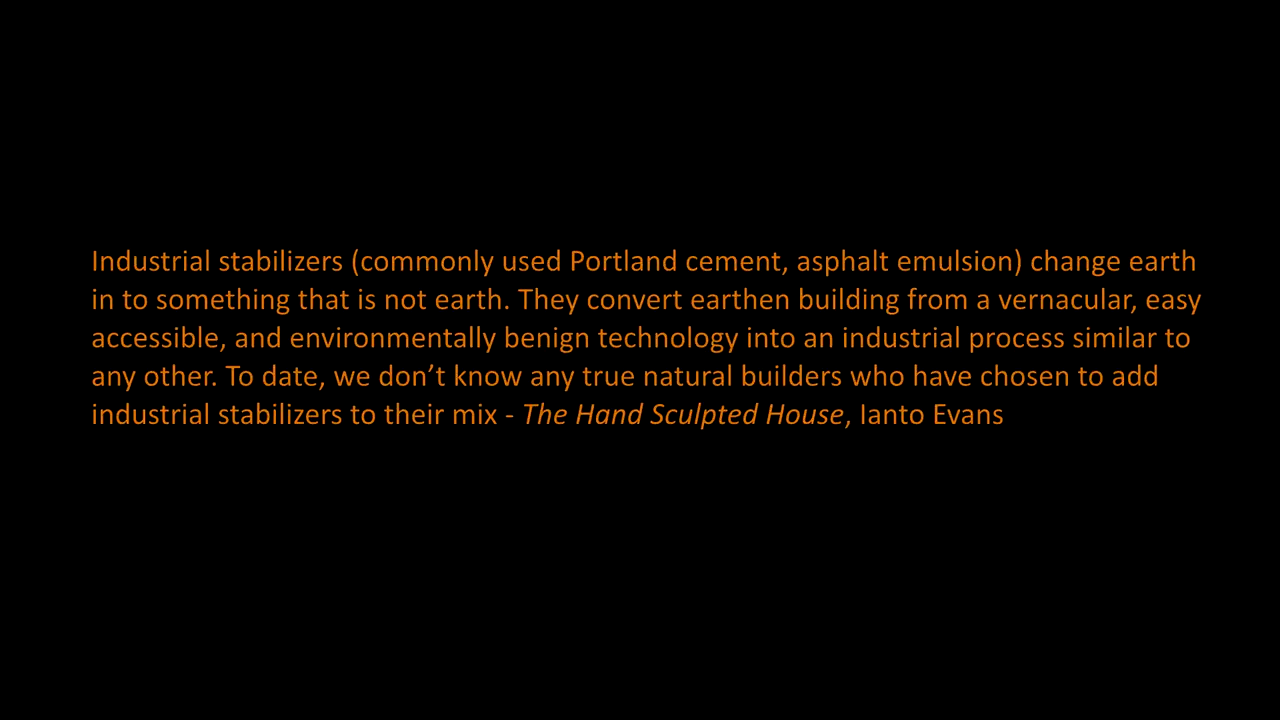 Industrial stabilizers (commonly used Portland cement, asphalt emulsion) change earth
in to something that is not earth. They convert earthen building from a vernacular, easy
accessible, and environmentally benign technology into an industrial process similar to
any other. To date, we don’t know any true natural builders who have chosen to add
industrial stabilizers to their mix - The Hand Sculpted House, Ianto Evans